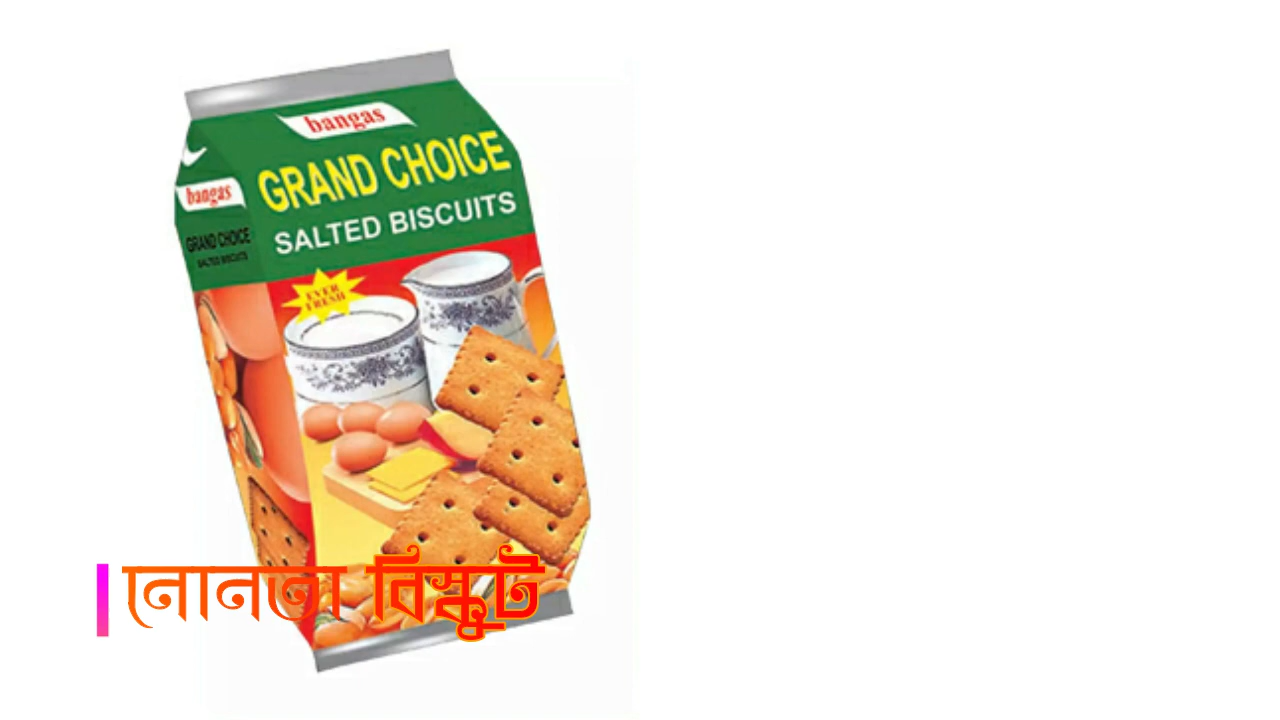 bangas
GRAND CHOICE
SALTED BISCUITS
bangas
GRAND CHOICE
SALTED BISCUITS
EVER
FRESH
নোনতা বিস্কুট